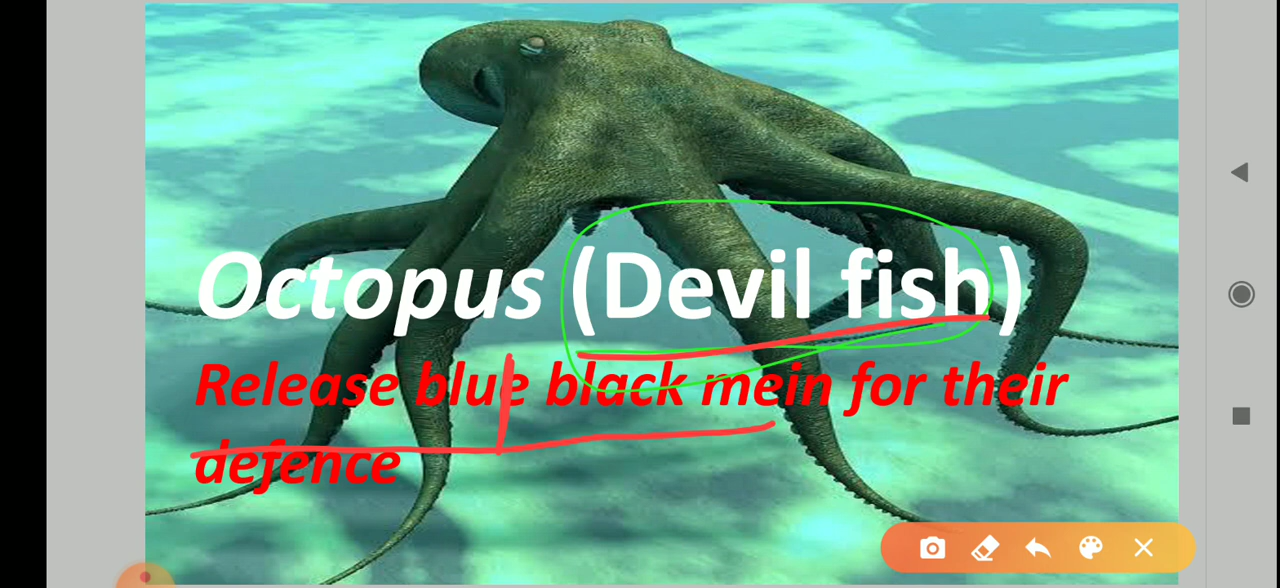 Octopus (Devil fish)
Release blue black mein for their
defence